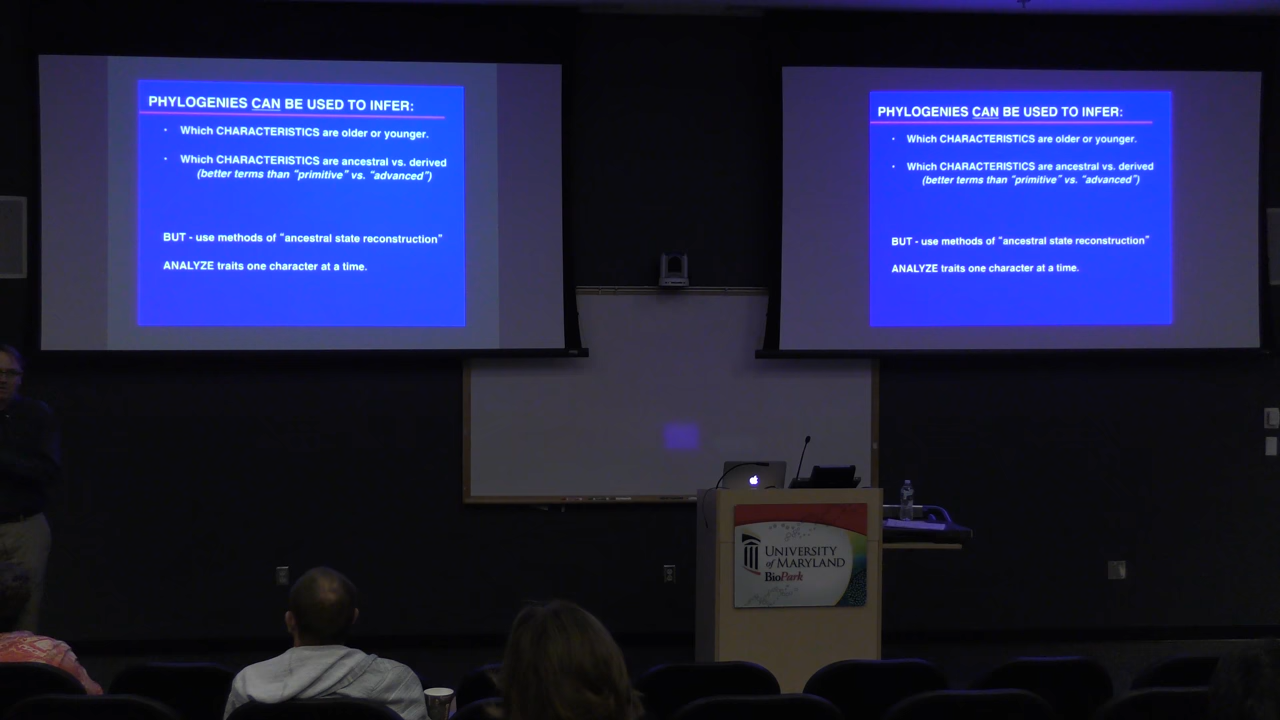 PHYLOGENIES CAN BE USED TO INFER:
• Which CHARACTERISTICS are older or younger.
• Which CHARACTERISTICS are ancestral vs. derived
(better terms than “primitive” vs. “advanced”)
BUT - use methods of “ancestral state reconstruction”
ANALYZE traits one character at a time.
PHYLOGENIES CAN BE USED TO INFER:
• Which CHARACTERISTICS are older or younger.
• Which CHARACTERISTICS are ancestral vs. derived
(better terms than “primitive” vs. “advanced”)
BUT - use methods of “ancestral state reconstruction”
ANALYZE traits one character at a time.
UNIVERSITY
of MARYLAND
BioPark